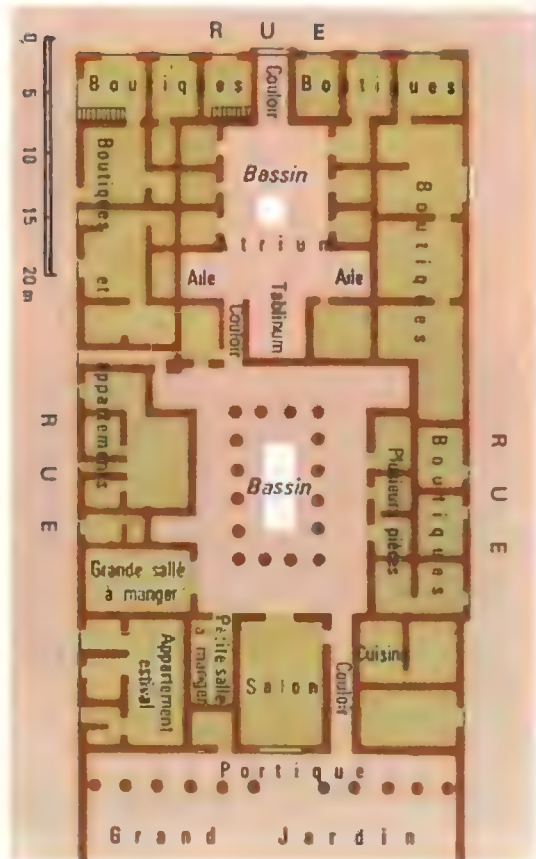 RUE
0 5 10 15 20 m
Boutiques
Couloir
Boutiques
Bassin
Boutiques et appartements
Boutiques
Atrium
Aile
Aile
Tablinum
Couloir
RUE
RUE
Bassin
Plusieurs pièces
Boutiques
Grande salle
à manger
Petite salle
à manger
Appartement
estival
Salon
Couloir
Cuisine
Portique
Grand Jardin